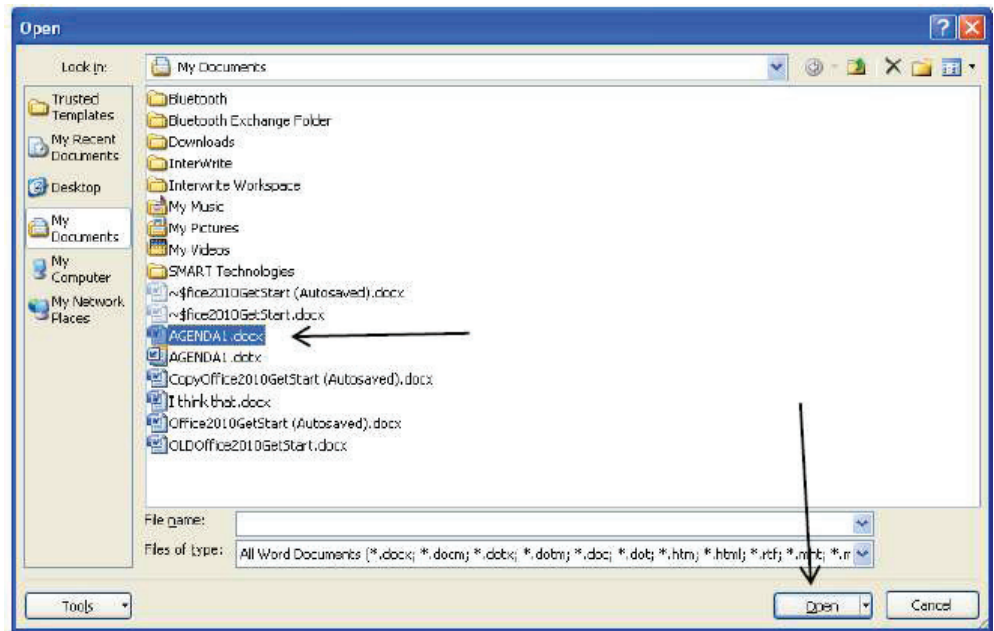 Open
Look in:
My Documents
Trusted
Templates
My Recent
Documents
Desktop
My
Documents
My
Computer
My Network
Places
Bluetooth
Bluetooth Exchange Folder
Downloads
InterWrite
Interwrite Workspace
My Music
My Pictures
My Videos
SMART Technologies
~$fice2010GetStart (Autosaved).docx
~$fice2010GetStart.docx
AGENDA1.docx
AGENDA1.dotx
CopyOffice2010GetStart (Autosaved).docx
I think that.docx
Office2010GetStart (Autosaved).docx
OLDOffice2010GetStart.docx
File name:
Files of type:
All Word Documents (*.docx; *.docm; *.dotx; *.dotm; *.doc; *.dot; *.htm; *.html; *.rtf; *.mht; *.m
Tools
Open
Cancel